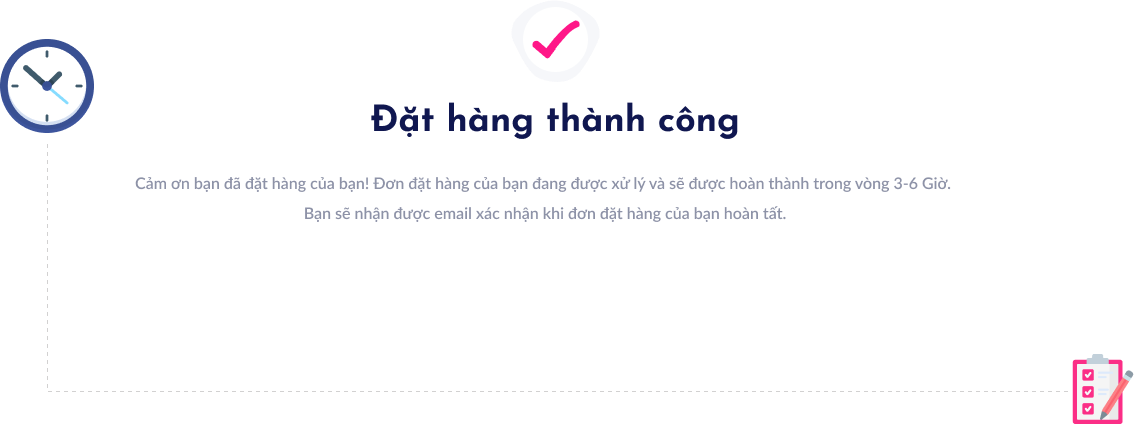 Đặt hàng thành công
Cảm ơn bạn đã đặt hàng của bạn! Đơn đặt hàng của bạn đang được xử lý và sẽ được hoàn thành trong vòng 3-6 Giờ.
Bạn sẽ nhận được email xác nhận khi đơn đặt hàng của bạn hoàn tất.